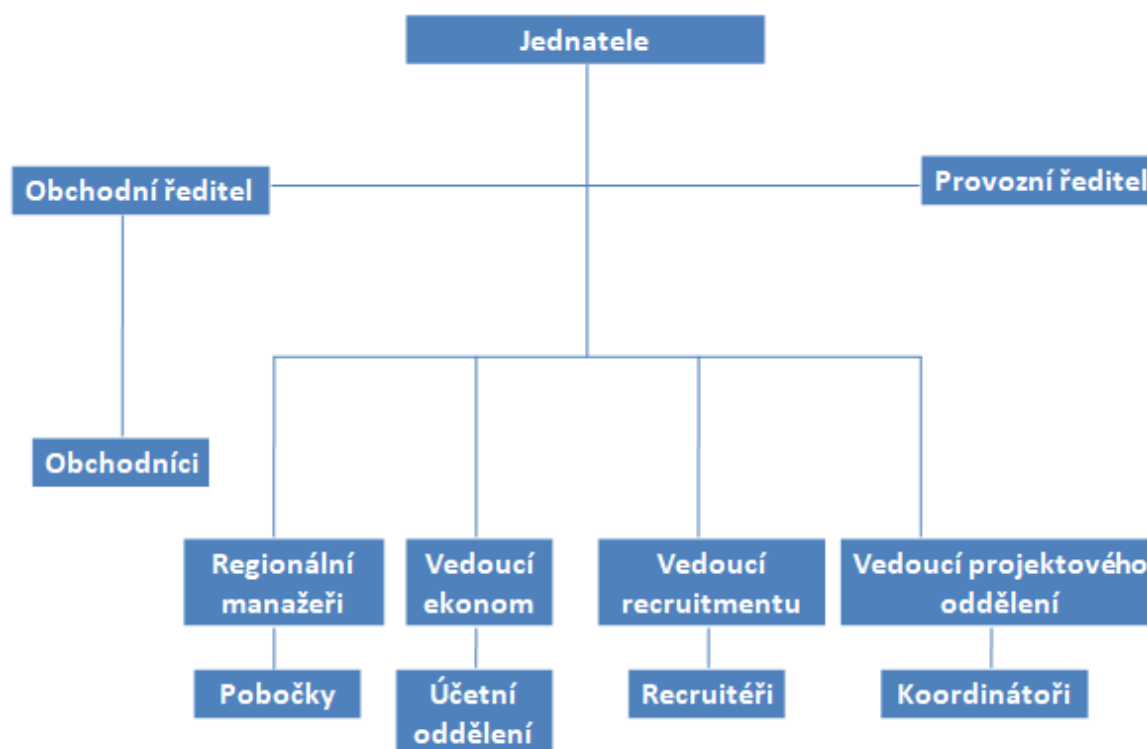 Jednatele
Obchodní ředitel
Provozní ředitel
Obchodníci
Regionální
manažeři
Vedoucí
ekonom
Vedoucí
recruitmentu
Vedoucí projektového
oddělení
Pobočky
Účetní
oddělení
Recruitéři
Koordinátoři